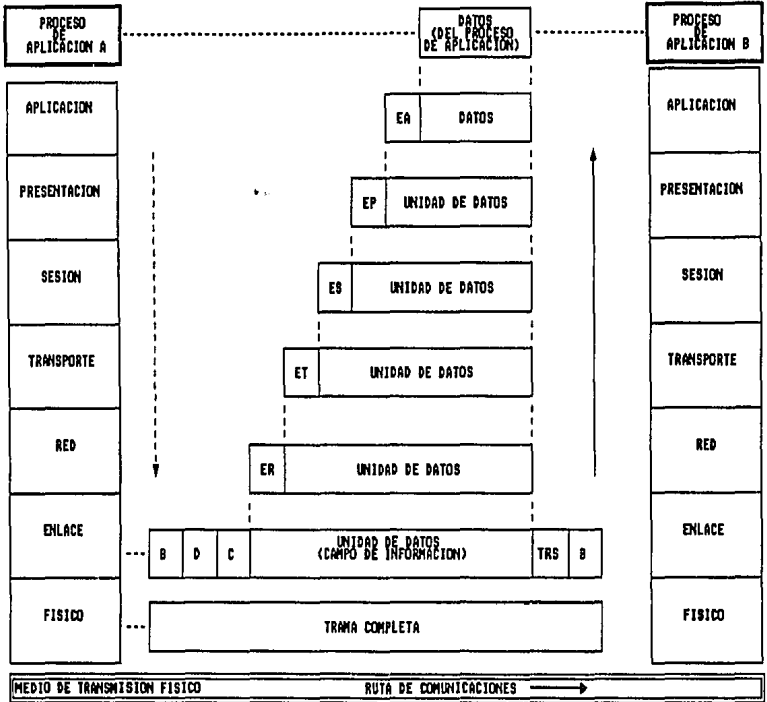 PROCESO
DE
APLICACION A
DATOS
(DEL PROCESO
DE APLICACION)
PROCESO
DE
APLICACION B
APLICACION
EA
DATOS
APLICACION
PRESENTACION
EP
UNIDAD DE DATOS
PRESENTACION
SESION
ES
UNIDAD DE DATOS
SESION
TRANSPORTE
ET
UNIDAD DE DATOS
TRANSPORTE
RED
ER
UNIDAD DE DATOS
RED
ENLACE
B
D
C
UNIDAD DE DATOS
(CAMPO DE INFORMACION)
TRS
B
ENLACE
FISICO
TRAMA COMPLETA
FISICO
MEDIO DE TRANSMISION FISICO
RUTA DE COMUNICACIONES